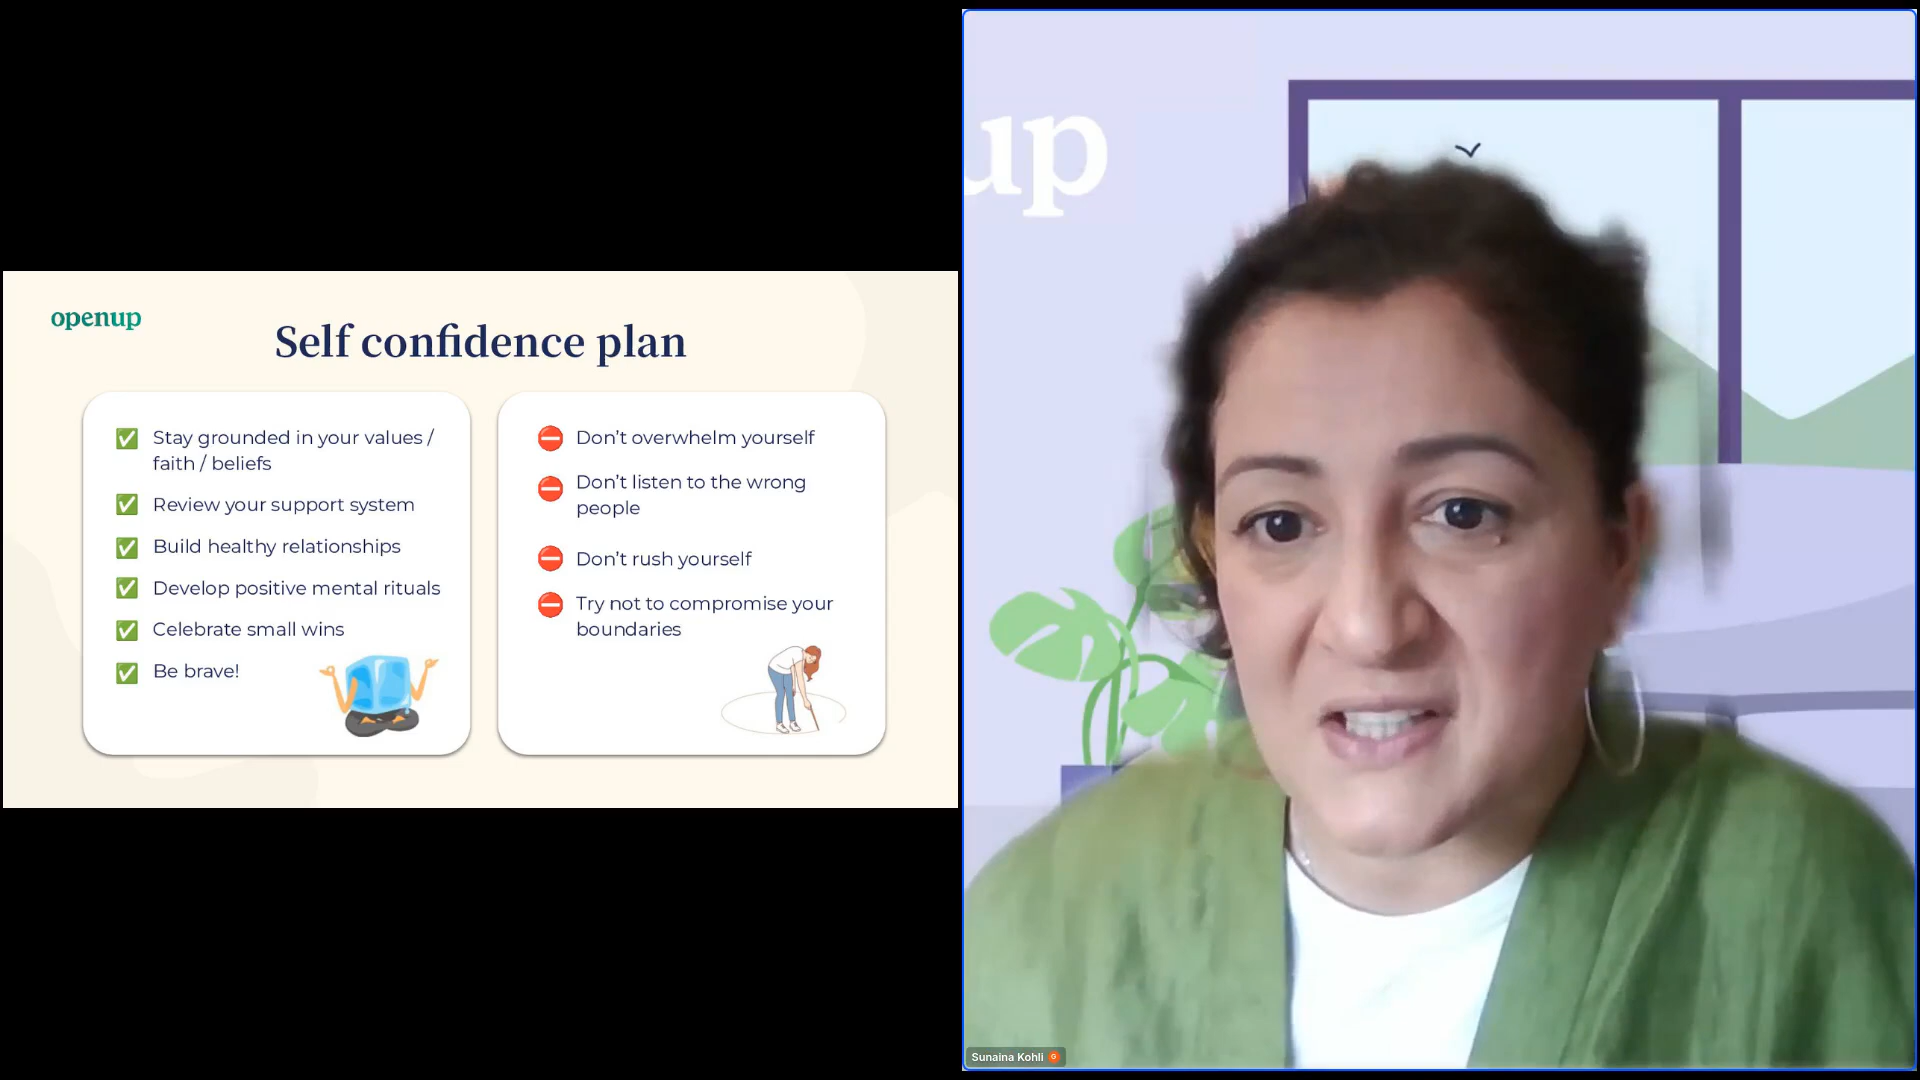 openup
Self confidence plan
Stay grounded in your values /
faith / beliefs
Review your support system
Build healthy relationships
Develop positive mental rituals
Celebrate small wins
Be brave!
Don’t overwhelm yourself
Don’t listen to the wrong
people
Don’t rush yourself
Try not to compromise your
boundaries
up
Sunaina Kohli
G